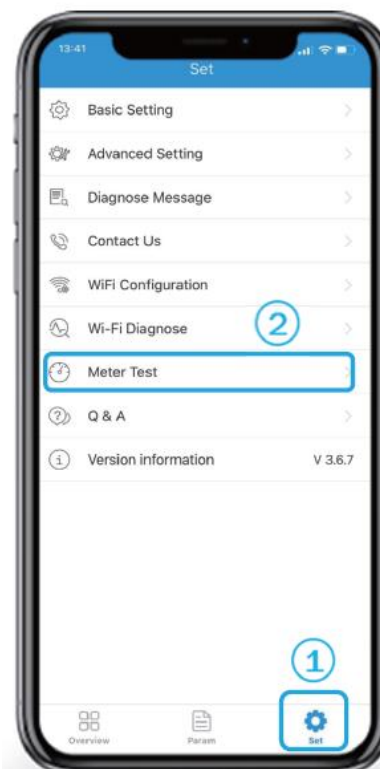 13:41
Set
Basic Setting
Advanced Setting
Diagnose Message
Contact Us
WiFi Configuration
Wi-Fi Diagnose
②
Meter Test
Q & A
Version information V 3.6.7
①
Overview Param Set